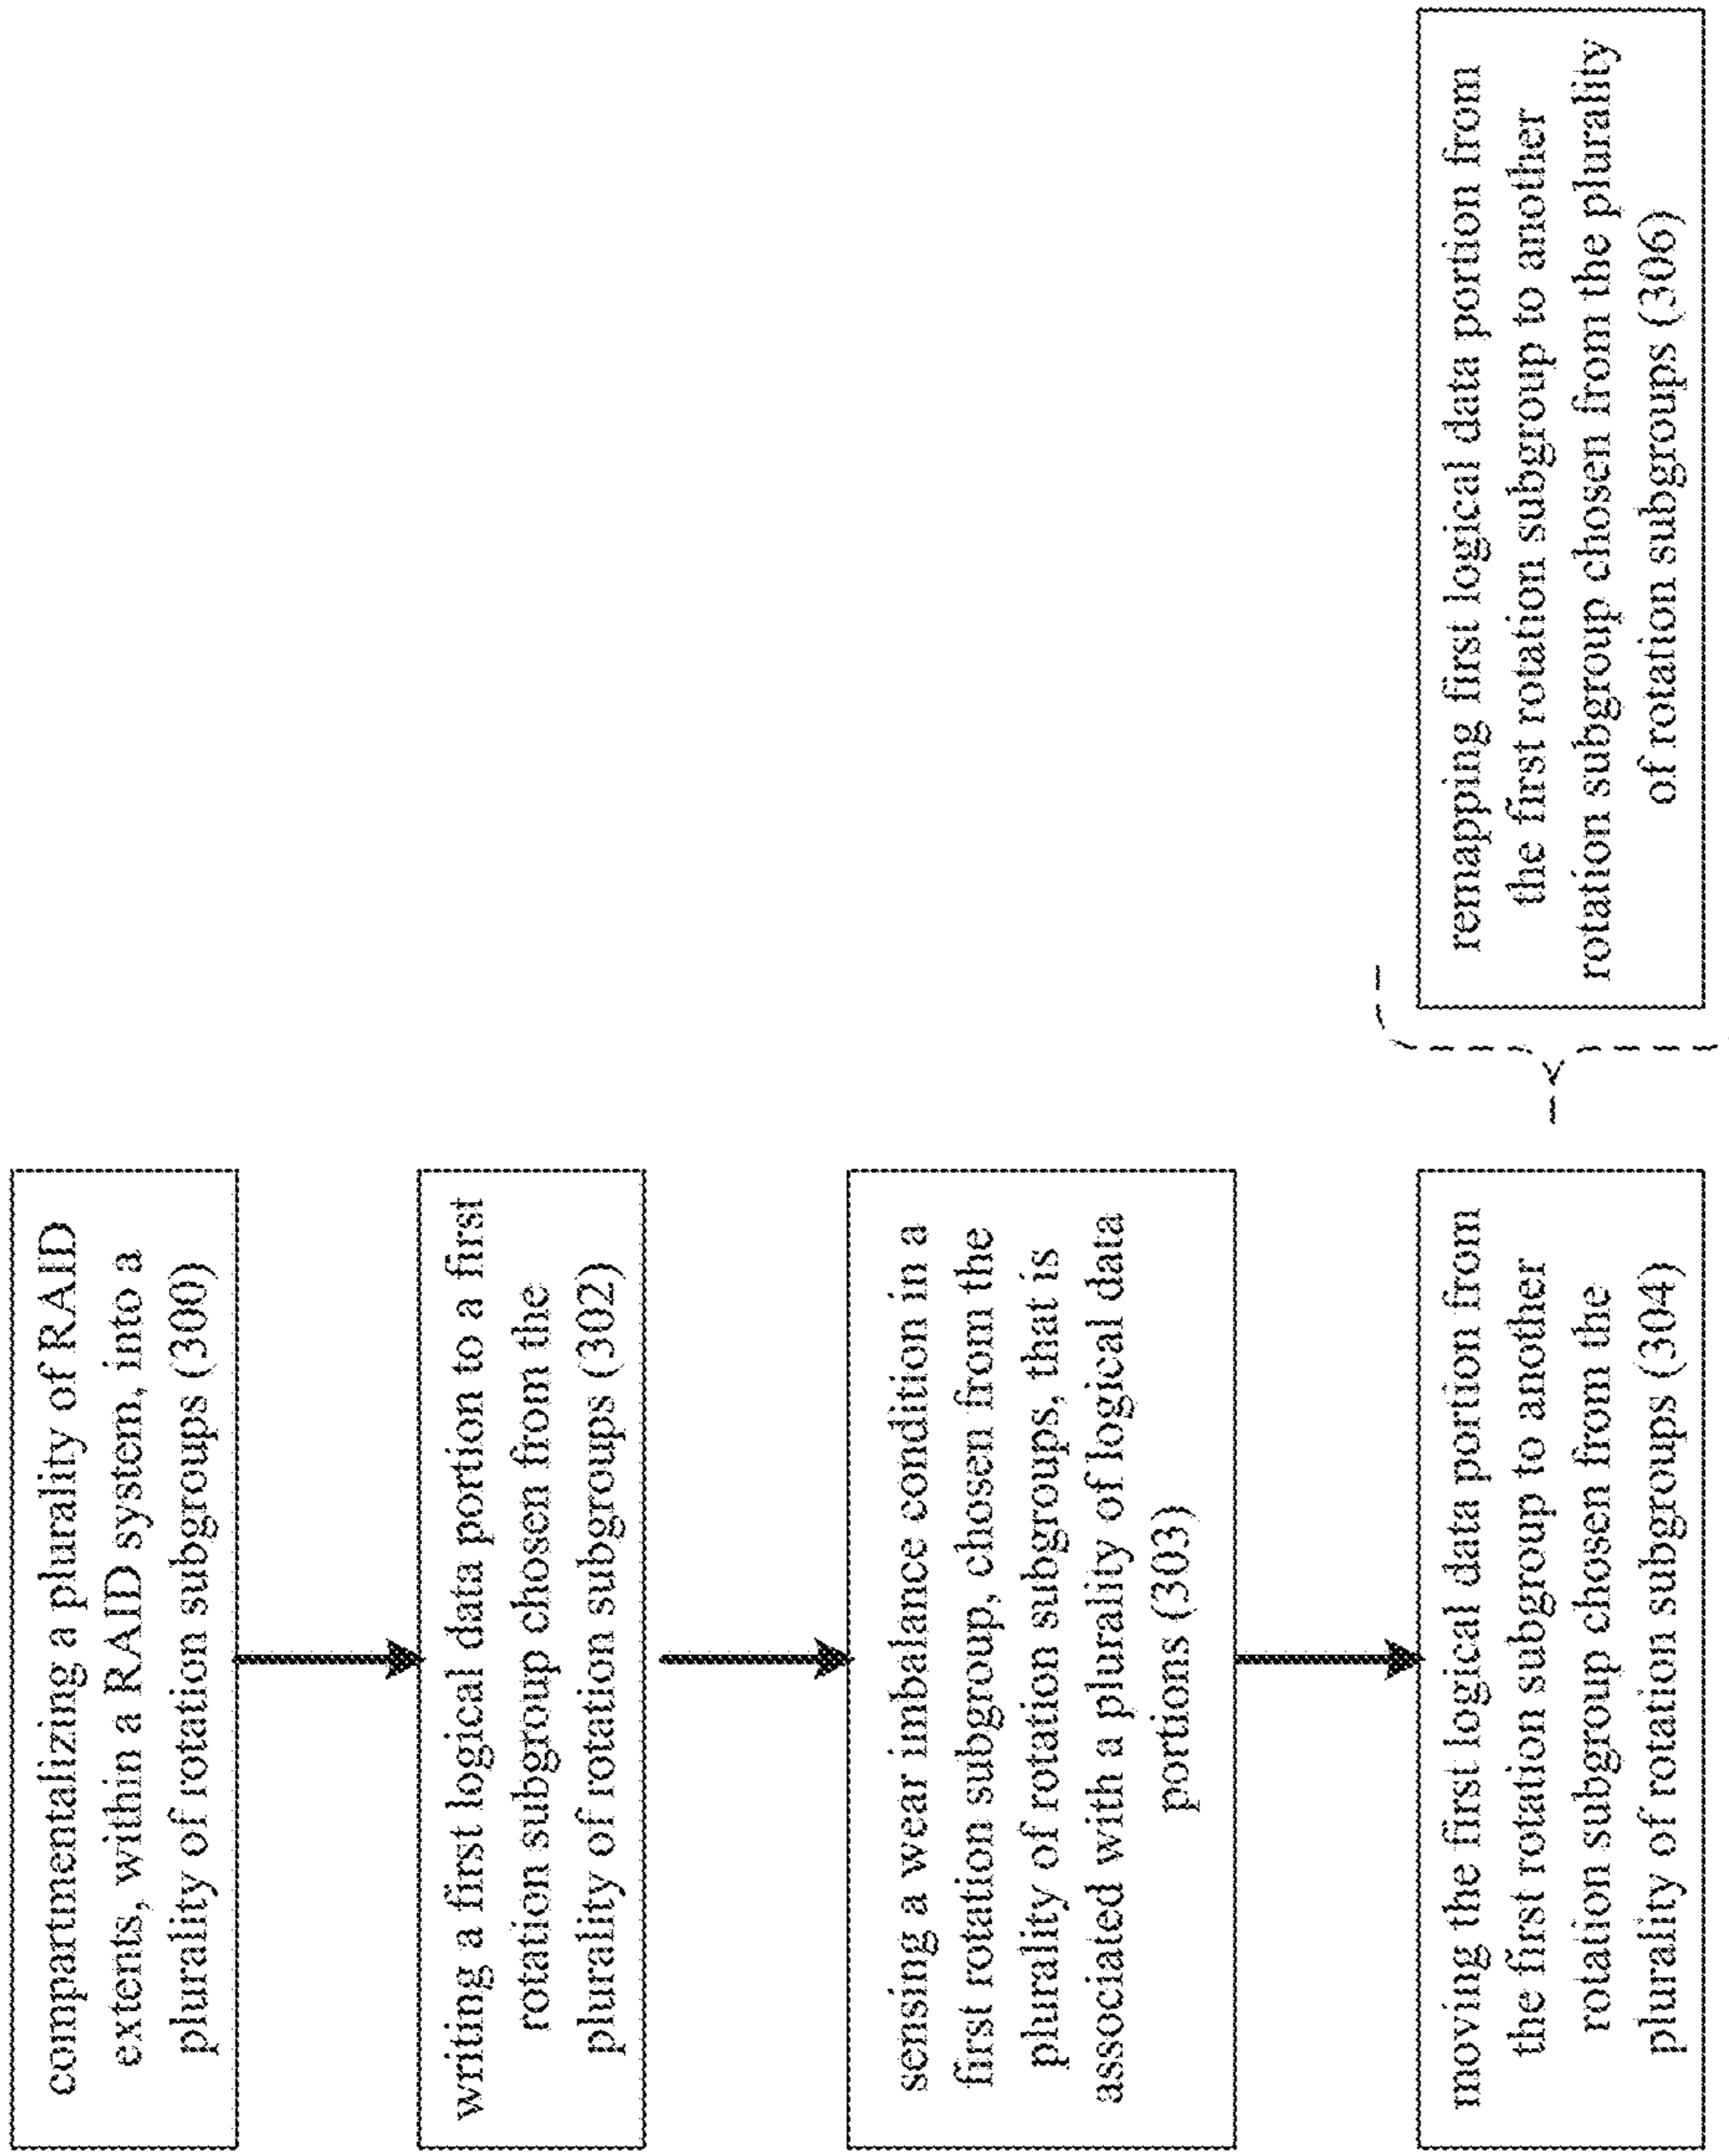 compartmentalizing a plurality of RAID
extents, within a RAID system, into a
plurality of rotation subgroups (300)
writing a first logical data portion to a first
rotation subgroup chosen from the
plurality of rotation subgroups (302)
sensing a wear imbalance condition in a
first rotation subgroup, chosen from the
plurality of rotation subgroups, that is
associated with a plurality of logical data
portions (303)
moving the first logical data portion from
the first rotation subgroup to another
rotation subgroup chosen from the
plurality of rotation subgroups (304)
remapping first logical data portion from
the first rotation subgroup to another
rotation subgroup chosen from the plurality
of rotation subgroups (306)